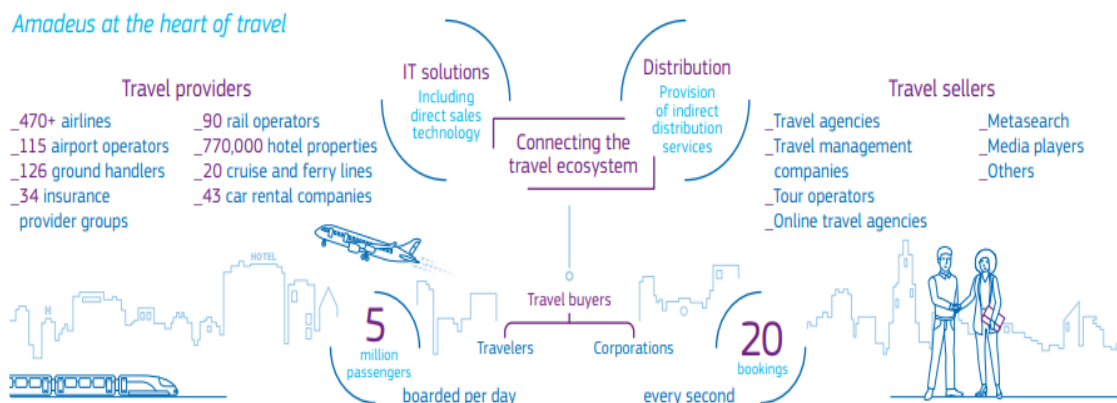 Amadeus at the heart of travel
Travel providers
_470+ airlines
_115 airport operators
_126 ground handlers
_34 insurance
provider groups
_90 rail operators
_770,000 hotel properties
_20 cruise and ferry lines
_43 car rental companies
IT solutions
Including
direct sales
technology
Connecting the
travel ecosystem
Distribution
Provision
of indirect
distribution
services
Travel sellers
_Travel agencies
_Travel management
companies
_Tour operators
_Online travel agencies
_Metasearch
_Media players
_Others
HOTEL
H
5
million
passengers
boarded per day
Travel buyers
Travelers
Corporations
20
bookings
every second